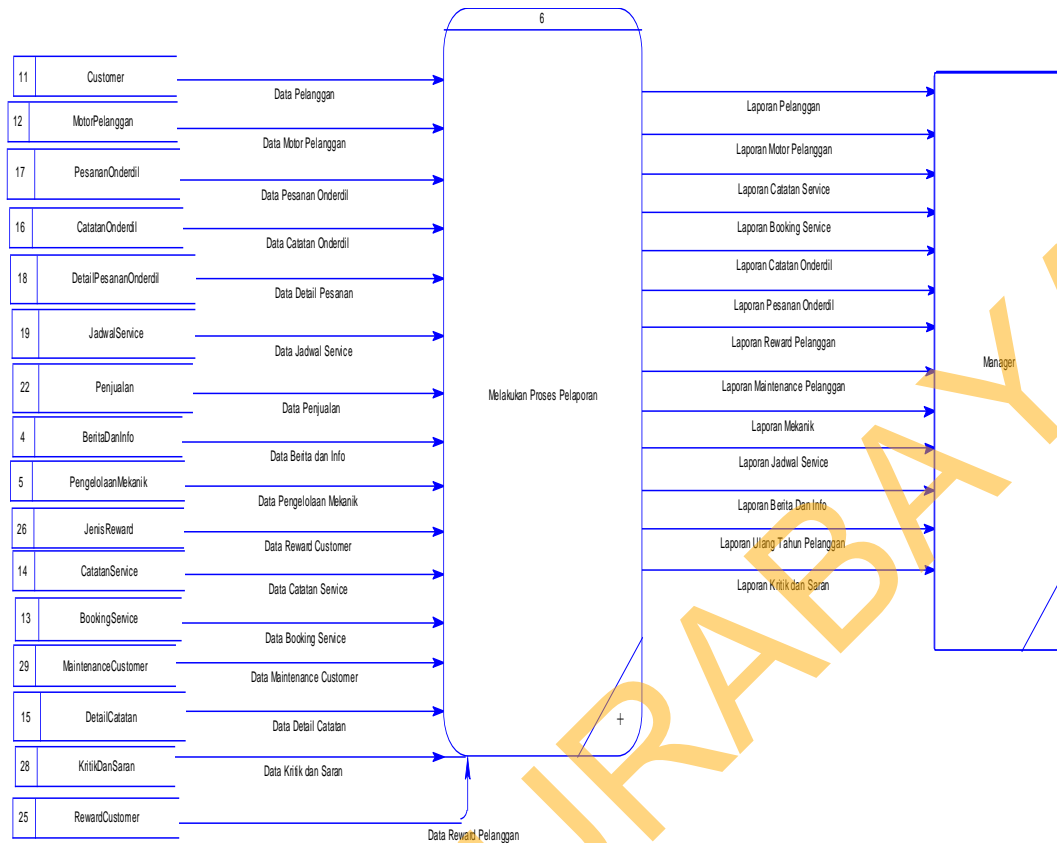 6
11 Customer
Data Pelanggan
12 MotorPelanggan
Data Motor Pelanggan
17 PesananOnderdil
Data Pesanan Onderdil
16 CatatanOnderdil
Data Catatan Onderdil
18 DetailPesananOnderdil
Data Detail Pesanan
19 JadwalService
Data Jadwal Service
22 Penjualan
Data Penjualan
4 BeritaDanInfo
Data Berita dan Info
5 PengelolaanMekanik
Data Pengelolaan Mekanik
26 JenisReward
Data Reward Customer
14 CatatanService
Data Catatan Service
13 BookingService
Data Booking Service
29 MaintenanceCustomer
Data Maintenance Customer
15 DetailCatatan
Data Detail Catatan
28 KritikDanSaran
Data Kritik dan Saran
25 RewardCustomer
Data Reward Pelanggan
Melakukan Proses Pelaporan
+
Laporan Pelanggan
Laporan Motor Pelanggan
Laporan Catatan Service
Laporan Booking Service
Laporan Catatan Onderdil
Laporan Pesanan Onderdil
Laporan Reward Pelanggan
Laporan Maintenance Pelanggan
Laporan Mekanik
Laporan Jadwal Service
Laporan Berita Dan Info
Laporan Ulang Tahun Pelanggan
Laporan Kritik dan Saran
Manager
URABAYA